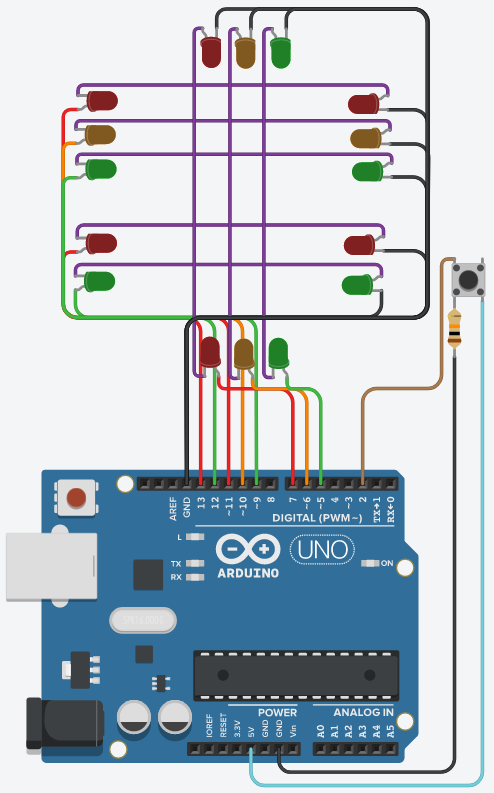 AREF
GND
13
12
~11
~10
~9
8
7
~6
~5
4
~3
2
TX→1
RX←0
DIGITAL (PWM~)
L
TX
RX
ARDUINO
UNO
ON
POWER
ANALOG IN
IOREF
RESET
3.3V
5V
GND
GND
Vin
A0
A1
A2
A3
A4
A5